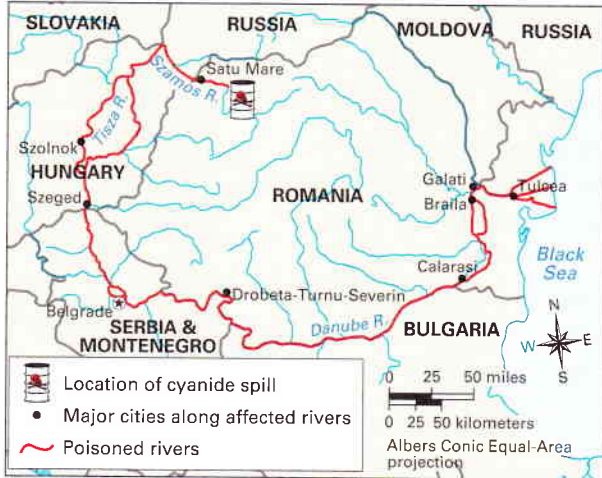 SLOVAKIA
RUSSIA
MOLDOVA
RUSSIA
Satu Mare
Szamos R.
Tisza R.
Szolnok
HUNGARY
Szeged
ROMANIA
Galati
Braila
Tulcea
Calarasi
Black
Sea
Drobeta-Turnu-Severin
Belgrade
SERBIA &
MONTENEGRO
Danube R.
BULGARIA
N
W
E
S
Location of cyanide spill
Major cities along affected rivers
Poisoned rivers
0 25 50 miles
0 25 50 kilometers
Albers Conic Equal-Area
projection